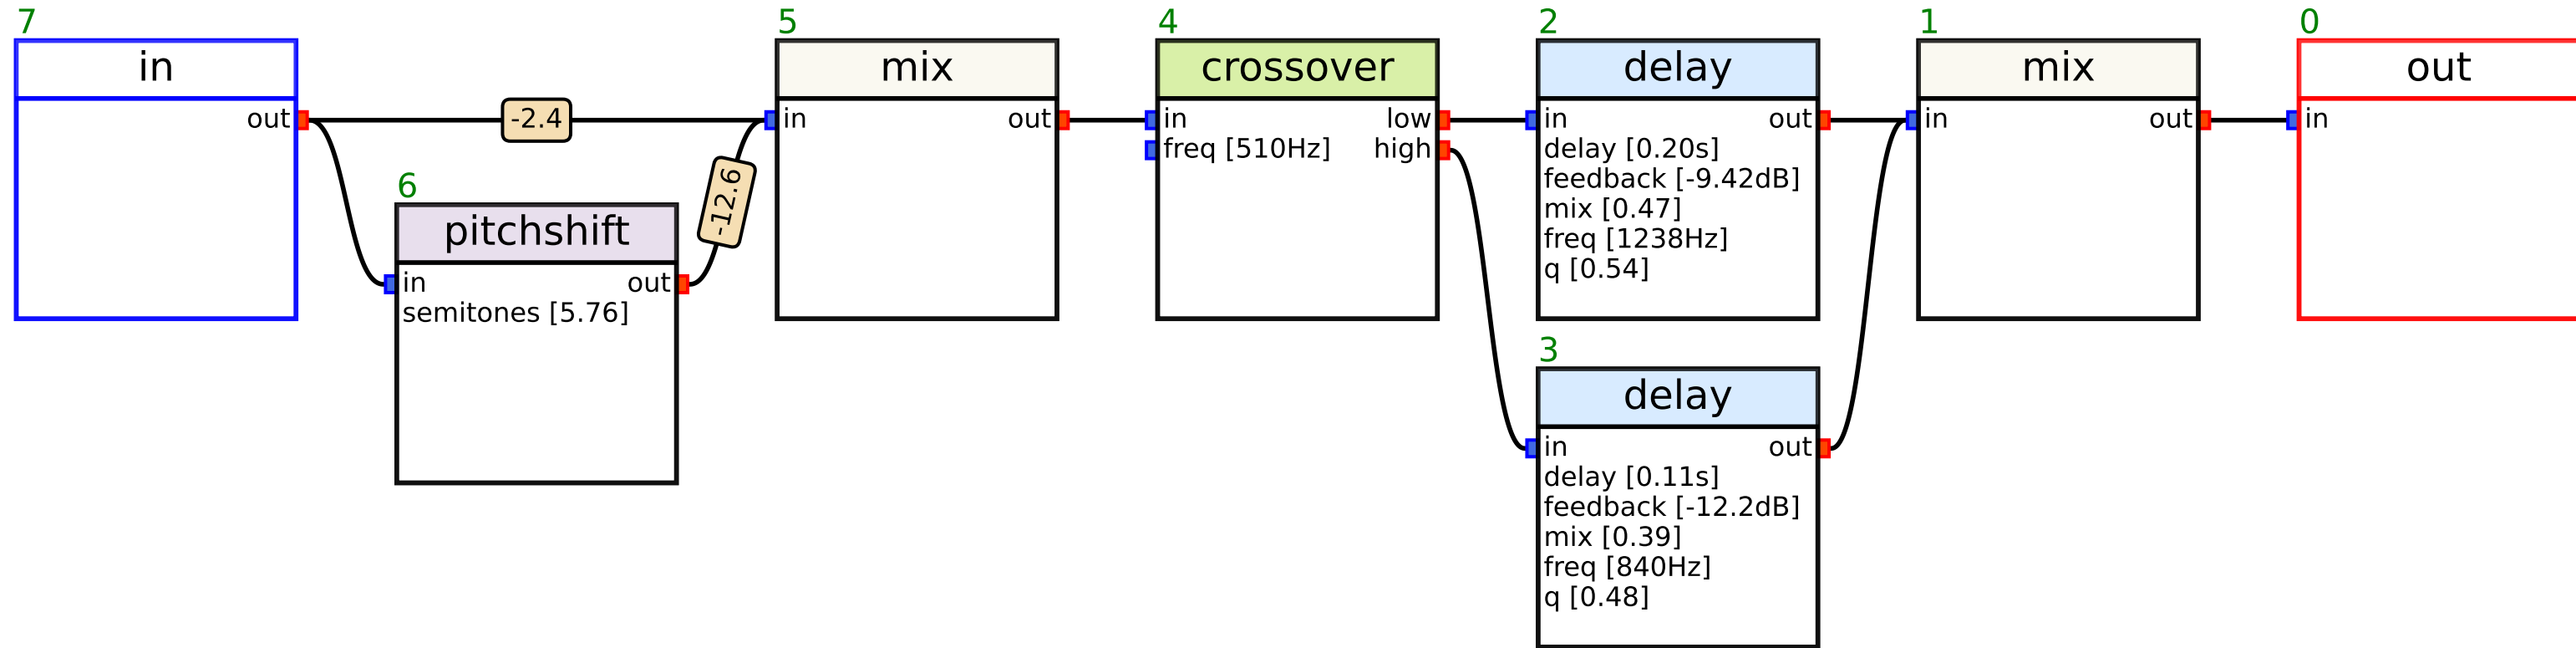 7
in
out
-2.4
6
pitchshift
in
out
semitones [5.76]
-12.6
5
mix
in
out
4
crossover
in
low
freq [510Hz]
high
2
delay
in
out
delay [0.20s]
feedback [-9.42dB]
mix [0.47]
freq [1238Hz]
q [0.54]
3
delay
in
out
delay [0.11s]
feedback [-12.2dB]
mix [0.39]
freq [840Hz]
q [0.48]
1
mix
in
out
0
out
in